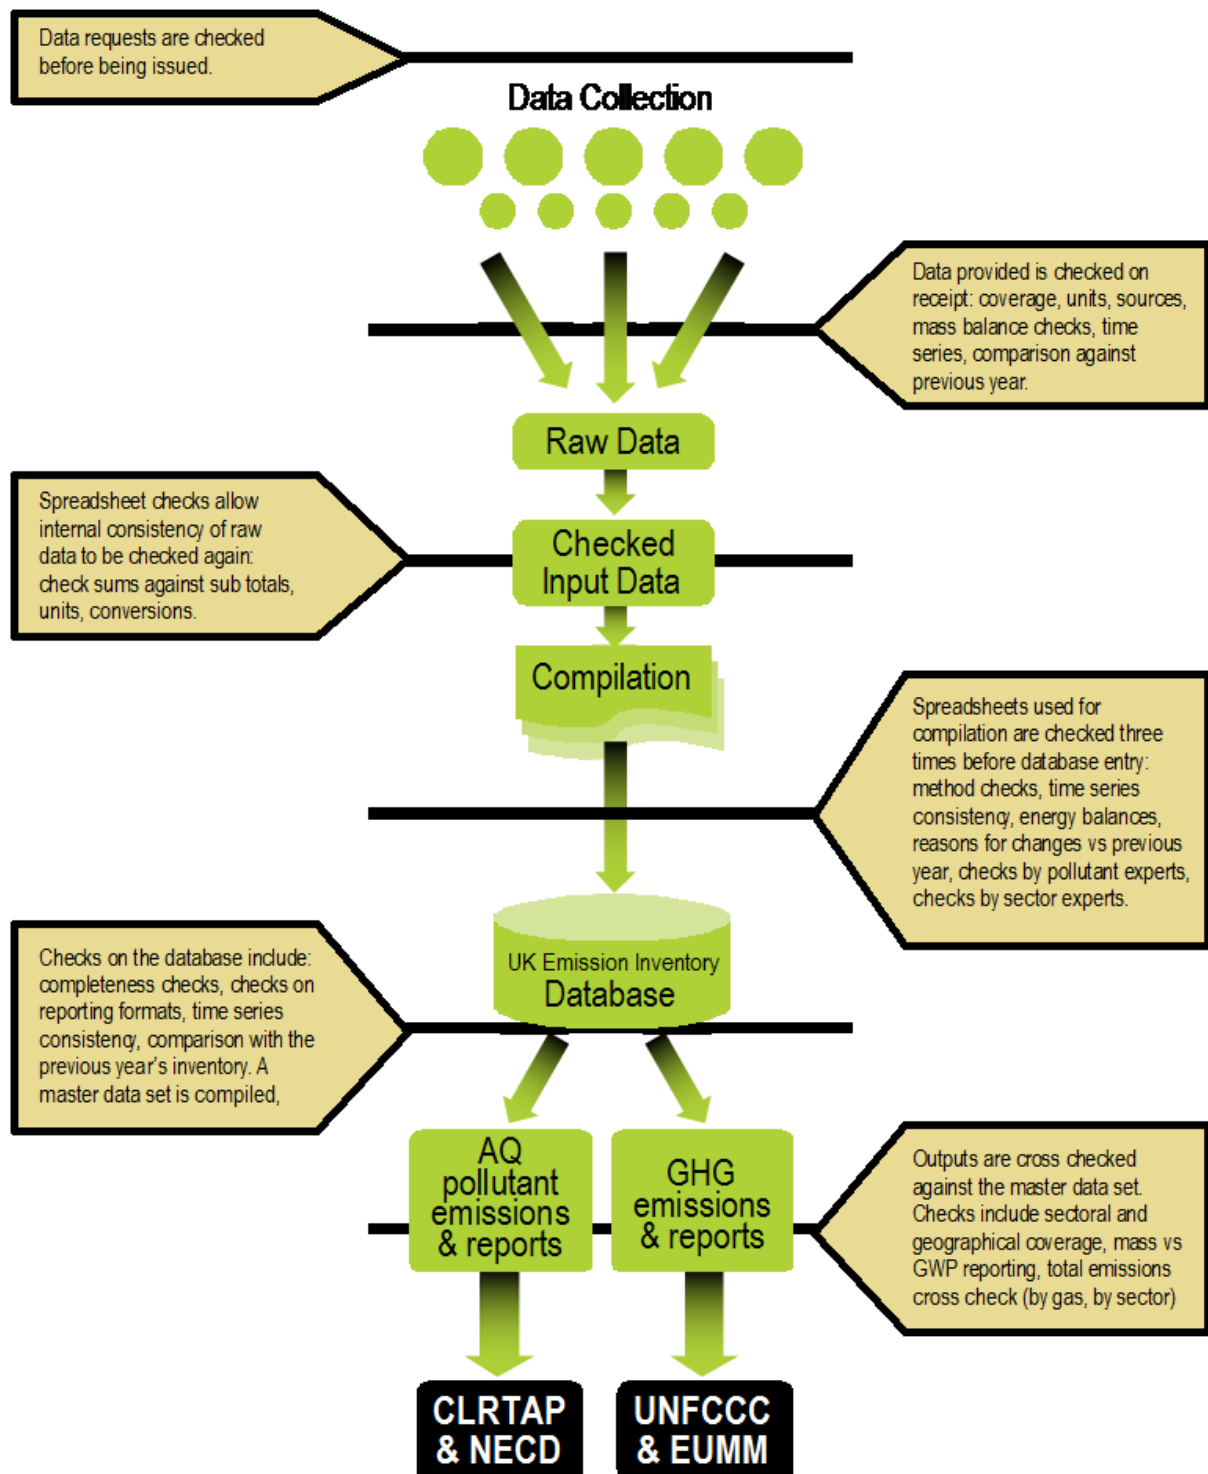 Data requests are checked
before being issued.
Data Collection
Data provided is checked on
receipt: coverage, units, sources,
mass balance checks, time
series, comparison against
previous year.
Raw Data
Spreadsheet checks allow
internal consistency of raw
data to be checked again:
check sums against sub totals,
units, conversions.
Checked
Input Data
Compilation
Spreadsheets used for
compilation are checked three
times before database entry:
method checks, time series
consistency, energy balances,
reasons for changes vs previous
year, checks by pollutant experts,
checks by sector experts.
UK Emission Inventory
Database
Checks on the database include:
completeness checks, checks on
reporting formats, time series
consistency, comparison with the
previous year's inventory. A
master data set is compiled,
AQ
pollutant
emissions
& reports
GHG
emissions
& reports
Outputs are cross checked
against the master data set.
Checks include sectoral and
geographical coverage, mass vs
GWP reporting, total emissions
cross check (by gas, by sector)
CLRTAP
& NECD
UNFCCC
& EUMM